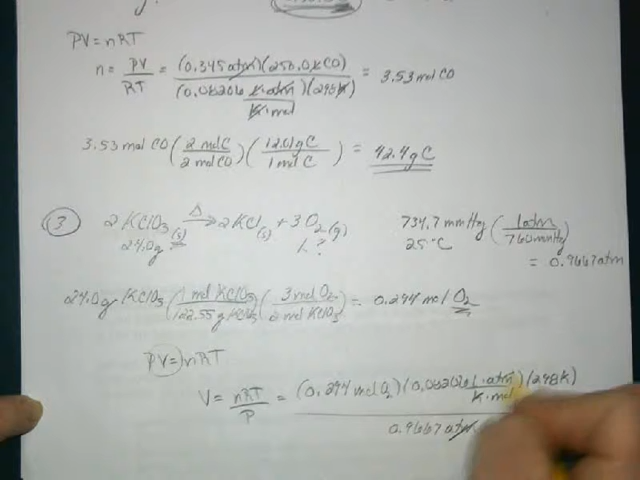 PV = nRT
n = PV/RT = (0.345 atm)(250.0 L CO)/(0.08206 L·atm/K·mol)(298K) = 3.53 mol CO
3.53 mol CO (2 mol C/2 mol CO)(12.01 g C/1 mol C) = 42.4 g C
③ 2 KClO₃(s) Δ→ 2 KCl(s) + 3 O₂(g)
24.0g L?
734.7 mmHg (1 atm/760 mmHg)
25 °C
= 0.9667 atm
24.0 g KClO₃ (1 mol KClO₃/122.55 g KClO₃)(3 mol O₂/2 mol KClO₃) = 0.294 mol O₂
PV = nRT
V = nRT/P = (0.294 mol O₂)(0.08206 L·atm/K·mol)(298K)/0.9667 atm